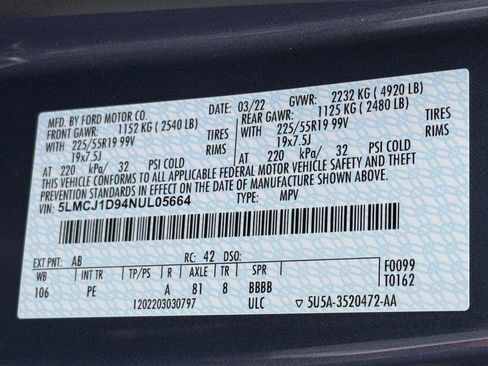 MFD. BY FORD MOTOR CO. 03/22 GVWR: 2232 KG ( 4920 LB)
FRONT GAWR: 1152 KG ( 2540 LB) REAR GAWR: 1125 KG ( 2480 LB)
WITH 225/55R19 99V TIRES WITH 225/55R19 99V TIRES
19x7.5J RIMS 19x7.5J RIMS
AT 220 kPa/ 32 PSI COLD AT 220 kPa/ 32 PSI COLD
THIS VEHICLE CONFORMS TO ALL APPLICABLE FEDERAL MOTOR VEHICLE SAFETY AND THEFT
PREVENTION STANDARDS IN EFFECT ON THE DATE OF MANUFACTURE SHOWN ABOVE.
VIN: 5LMCJ1D94NUL05664 TYPE: MPV
EXT PNT: AB RC: 42 DSO: F0099
WB INT TR TP/PS R AXLE TR SPR T0162
106 PE A 81 8 BBBB
1202203030797 ULC ▽ 5U5A-3520472-AA